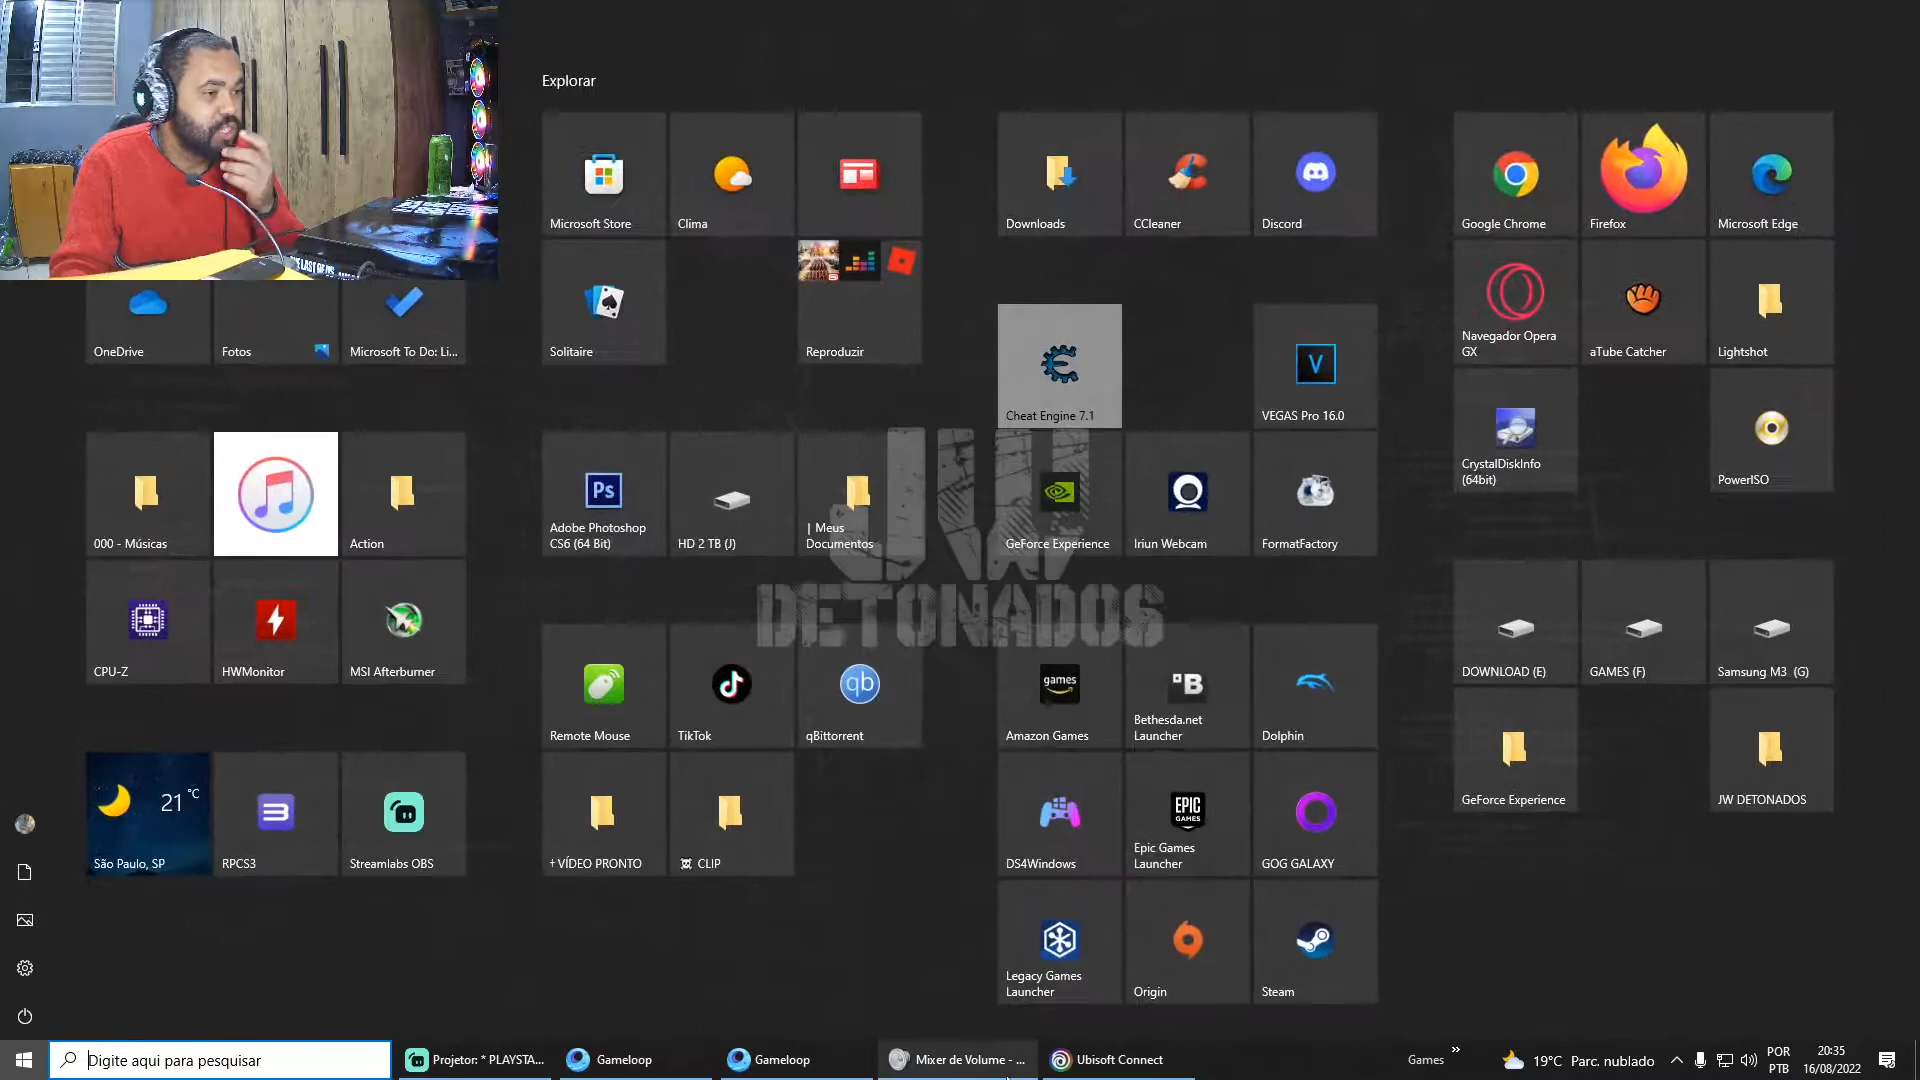 Explorar
Microsoft Store
Clima
Downloads
CCleaner
Discord
Google Chrome
Firefox
Microsoft Edge
OneDrive
Fotos
Microsoft To Do: Li...
Solitaire
Reproduzir
Cheat Engine 7.1
VEGAS Pro 16.0
Navegador Opera
GX
aTube Catcher
Lightshot
CrystalDiskInfo
(64bit)
PowerISO
000 - Músicas
Action
Ps
Adobe Photoshop
CS6 (64 Bit)
HD 2 TB (J)
| Meus
Documentos
GeForce Experience
Iriun Webcam
FormatFactory
JW
DETONADOS
CPU-Z
HWMonitor
MSI Afterburner
Remote Mouse
TikTok
qb
qBittorrent
games
Amazon Games
B
Bethesda.net
Launcher
Dolphin
DOWNLOAD (E)
GAMES (F)
Samsung M3 (G)
21 °C
São Paulo, SP
RPCS3
Streamlabs OBS
† VÍDEO PRONTO
☠ CLIP
DS4Windows
EPIC
GAMES
Epic Games
Launcher
GOG GALAXY
GeForce Experience
JW DETONADOS
Legacy Games
Launcher
Origin
Steam
Digite aqui para pesquisar
Projetor: * PLAYSTA...
Gameloop
Gameloop
Mixer de Volume - ...
Ubisoft Connect
Games
19°C Parc. nublado
POR
PTB
20:35
16/08/2022